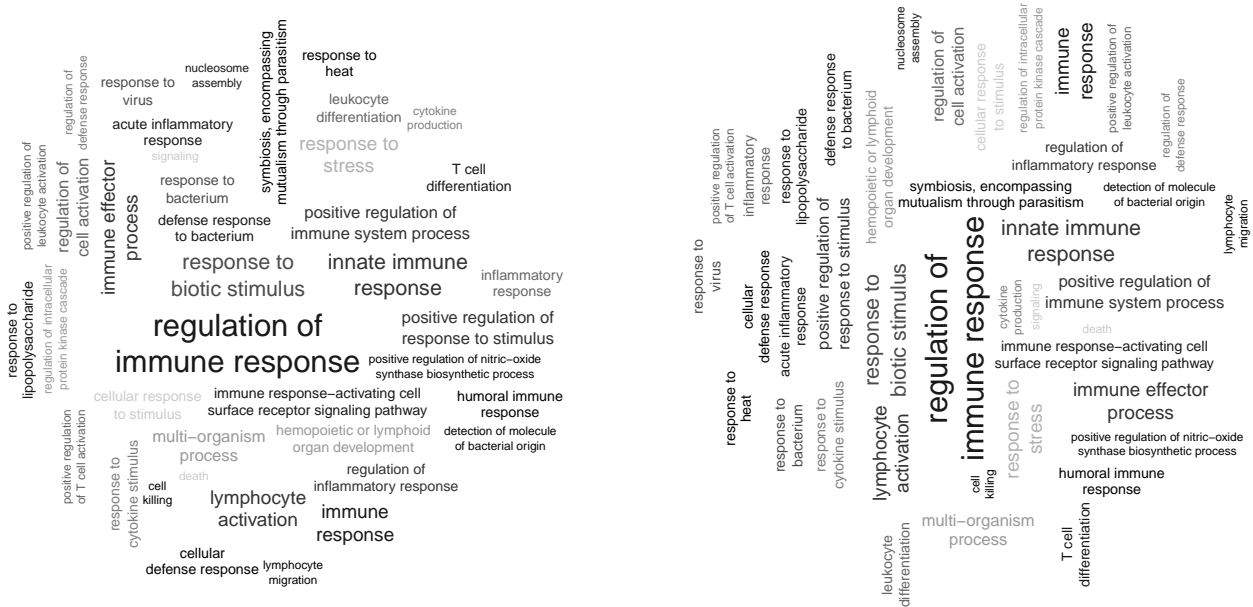 symbiosis, encompassing
mutualism through parasitism
response to
heat
nucleosome
assembly
regulation of
defense response
response to
virus
leukocyte
differentiation
cytokine
production
acute inflammatory
response
signaling
response to
stress
positive regulation of
leukocyte activation
regulation of
cell activation
immune effector
process
T cell
differentiation
response to
bacterium
defense response
to bacterium
positive regulation of
immune system process
response to
biotic stimulus
innate immune
response
inflammatory
response
response to
lipopolysaccharide
regulation of intracellular
protein kinase cascade
regulation of
immune response
positive regulation of
response to stimulus
positive regulation of nitric−oxide
synthase biosynthetic process
cellular response
to stimulus
immune response−activating cell
surface receptor signaling pathway
humoral immune
response
positive regulation
of T cell activation
multi−organism
process
hemopoietic or lymphoid
organ development
detection of molecule
of bacterial origin
response to
cytokine stimulus
death
cell
killing
regulation of
inflammatory response
lymphocyte
activation
immune
response
cellular
defense response
lymphocyte
migration
nucleosome
assembly
regulation of
cell activation
cellular response
to stimulus
regulation of intracellular
protein kinase cascade
immune
response
positive regulation of
leukocyte activation
regulation of
defense response
defense response
to bacterium
hemopoietic or lymphoid
organ development
positive regulation
of T cell activation
inflammatory
response
response to
lipopolysaccharide
regulation of
inflammatory response
symbiosis, encompassing
mutualism through parasitism
detection of molecule
of bacterial origin
lymphocyte
migration
response to
virus
cellular
defense response
acute inflammatory
response
positive regulation of
response to stimulus
response to
biotic stimulus
regulation of
immune response
innate immune
response
cytokine
production
signaling
positive regulation of
immune system process
death
immune response−activating cell
surface receptor signaling pathway
response to
heat
response to
bacterium
response to
cytokine stimulus
lymphocyte
activation
response to
stress
immune effector
process
positive regulation of nitric−oxide
synthase biosynthetic process
cell
killing
humoral immune
response
leukocyte
differentiation
multi−organism
process
T cell
differentiation